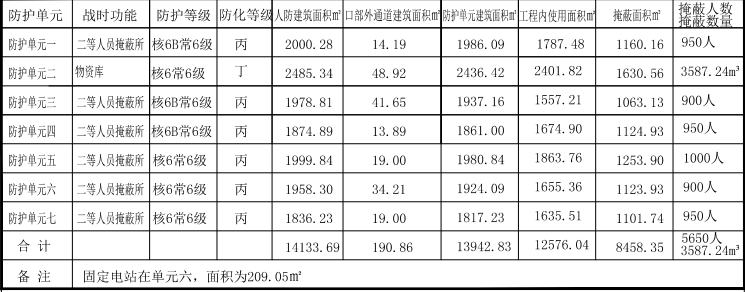 防护单元 战时功能 防护等级 防化等级 人防建筑面积m² 口部外通道建筑面积m² 防护单元建筑面积m² 工程内使用面积m² 掩蔽面积m² 掩蔽人数 掩蔽数量
防护单元一 二等人员掩蔽所 核6B常6级 丙 2000.28 14.19 1986.09 1787.48 1160.16 950人
防护单元二 物资库 核6常6级 丁 2485.34 48.92 2436.42 2401.82 1630.56 3587.24m³
防护单元三 二等人员掩蔽所 核6B常6级 丙 1978.81 41.65 1937.16 1557.21 1063.13 900人
防护单元四 二等人员掩蔽所 核6B常6级 丙 1874.89 13.89 1861.00 1674.90 1124.93 950人
防护单元五 二等人员掩蔽所 核6常6级 丙 1999.84 19.00 1980.84 1863.76 1253.90 1000人
防护单元六 二等人员掩蔽所 核6常6级 丙 1958.30 34.21 1924.09 1655.36 1123.93 900人
防护单元七 二等人员掩蔽所 核6常6级 丙 1836.23 19.00 1817.23 1635.51 1101.74 950人
合 计 14133.69 190.86 13942.83 12576.04 8458.35 5650人 3587.24m³
备 注 固定电站在单元六，面积为209.05m²